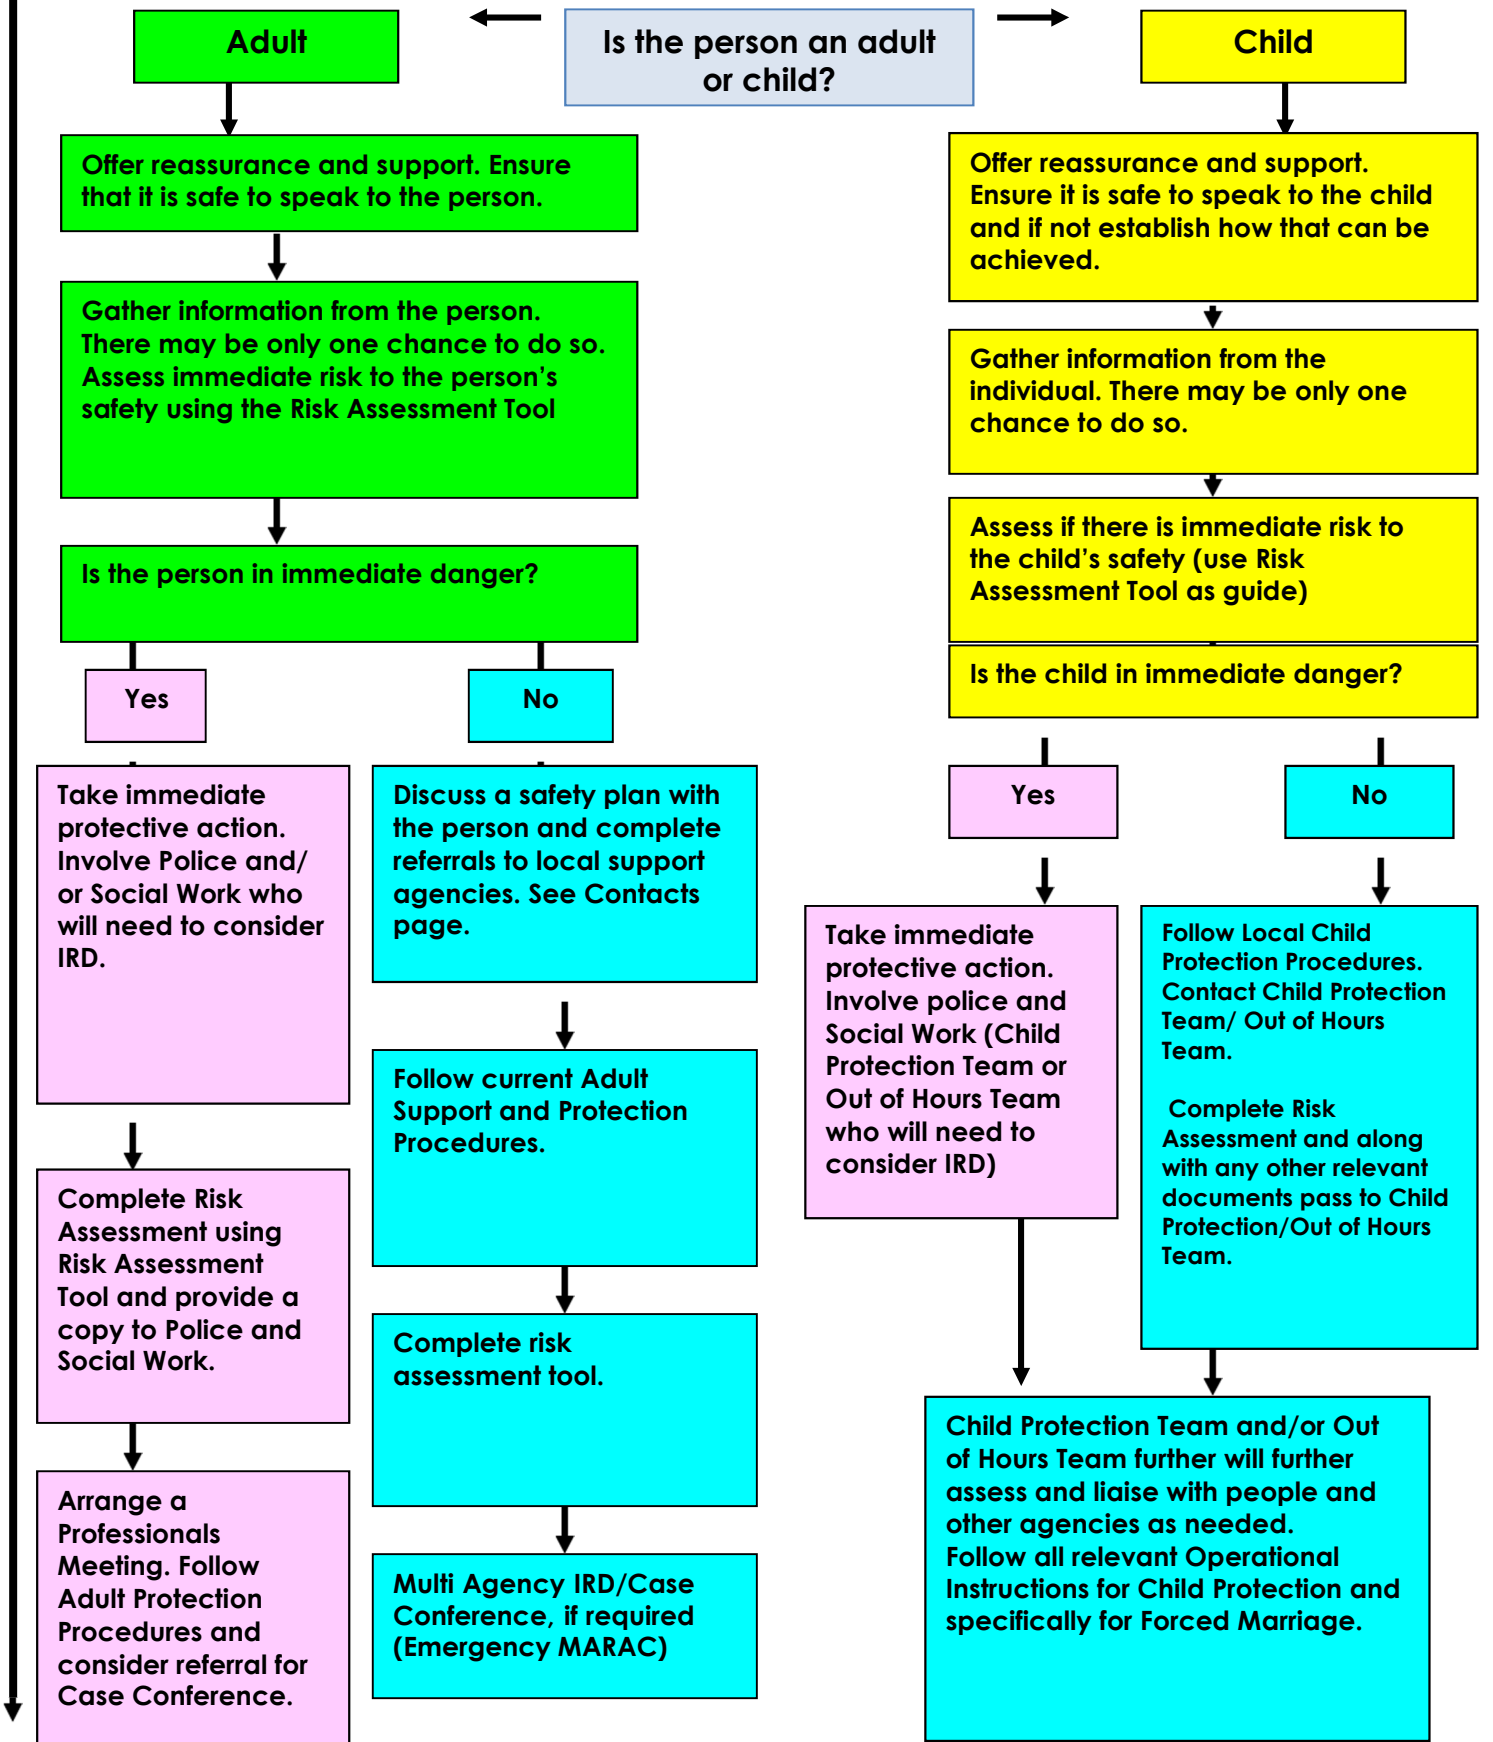 Is the person an adult
or child?
Adult
Offer reassurance and support. Ensure
that it is safe to speak to the person.
Gather information from the person.
There may be only one chance to do so.
Assess immediate risk to the person’s
safety using the Risk Assessment Tool
Is the person in immediate danger?
Yes
Take immediate
protective action.
Involve Police and/
or Social Work who
will need to consider
IRD.
Complete Risk
Assessment using
Risk Assessment
Tool and provide a
copy to Police and
Social Work.
Arrange a
Professionals
Meeting. Follow
Adult Protection
Procedures and
consider referral for
Case Conference.
No
Discuss a safety plan with
the person and complete
referrals to local support
agencies. See Contacts
page.
Follow current Adult
Support and Protection
Procedures.
Complete risk
assessment tool.
Multi Agency IRD/Case
Conference, if required
(Emergency MARAC)
Child
Offer reassurance and support.
Ensure it is safe to speak to the child
and if not establish how that can be
achieved.
Gather information from the
individual. There may be only one
chance to do so.
Assess if there is immediate risk to
the child’s safety (use Risk
Assessment Tool as guide)
Is the child in immediate danger?
Yes
Take immediate
protective action.
Involve police and
Social Work (Child
Protection Team or
Out of Hours Team
who will need to
consider IRD)
No
Follow Local Child
Protection Procedures.
Contact Child Protection
Team/ Out of Hours
Team.
Complete Risk
Assessment and along
with any other relevant
documents pass to Child
Protection/Out of Hours
Team.
Child Protection Team and/or Out
of Hours Team further will further
assess and liaise with people and
other agencies as needed.
Follow all relevant Operational
Instructions for Child Protection and
specifically for Forced Marriage.